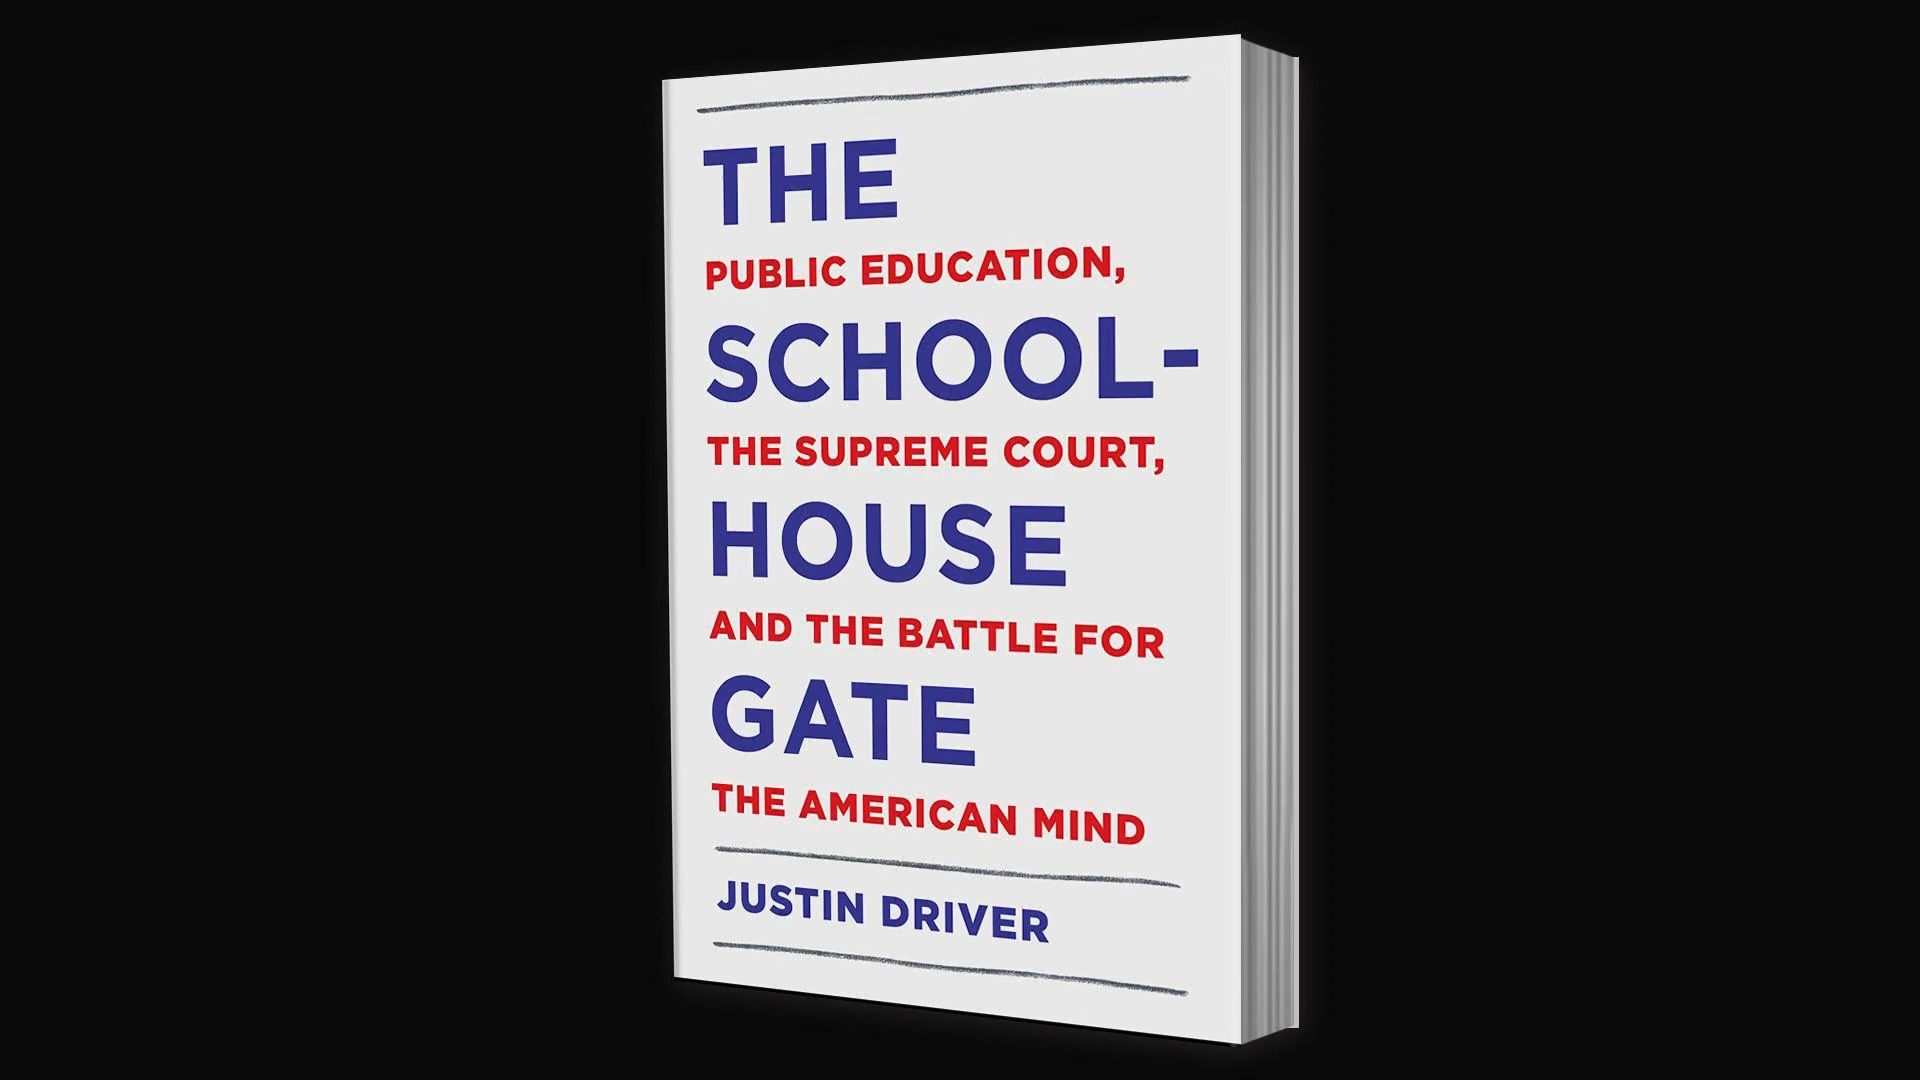 THE
PUBLIC EDUCATION,
SCHOOL-
THE SUPREME COURT,
HOUSE
AND THE BATTLE FOR
GATE
THE AMERICAN MIND
JUSTIN DRIVER